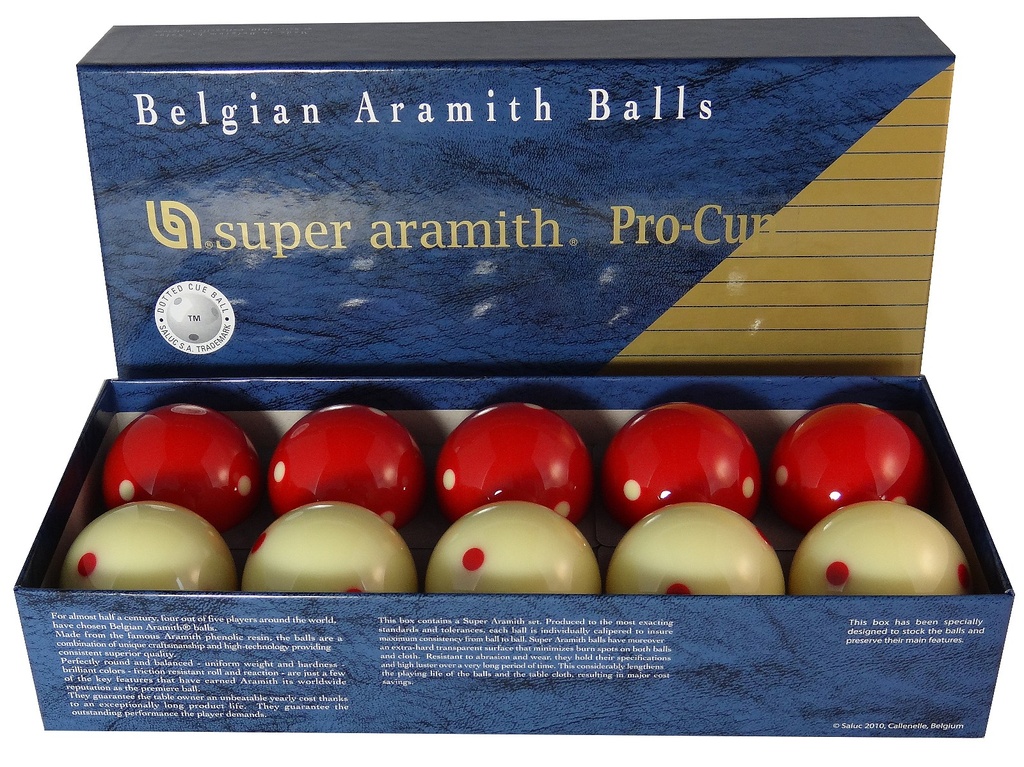 Belgian Aramith Balls
super aramith® Pro-Cup
DOTTED CUE BALL
TM
SALUC S.A. TRADEMARK
For almost half a century, four out of five players around the world,
have chosen Belgian Aramith® balls.
Made from the famous Aramith phenolic resin, the balls are a
combination of unique craftsmanship and high-technology providing
consistent superior quality.
Perfectly round and balanced - uniform weight and hardness
brilliant colors - friction resistant roll and reaction - are just a few
of the key features that have earned Aramith its worldwide
reputation as the premiere ball.
They guarantee the table owner an unbeatable yearly cost thanks
to an exceptionally long product life. They guarantee the
outstanding performance the player demands.
This box contains a Super Aramith set. Produced to the most exacting
standards and tolerances, each ball is individually calipered to insure
maximum consistency from ball to ball. Super Aramith balls have moreover
an extra-hard transparent surface that minimizes burn spots on both balls
and cloth. Resistant to abrasion and wear, they hold their specifications
and high luster over a very long period of time. This considerably lengthens
the playing life of the balls and the table cloth, resulting in major cost
savings.
This box has been specially
designed to stock the balls and
preserve their main features.
© Saluc 2010, Callenelle, Belgium